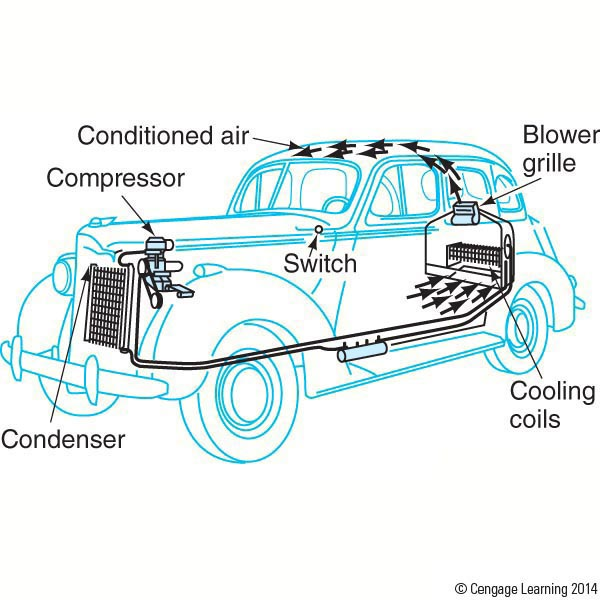 Conditioned air
Blower
grille
Compressor
Switch
Cooling
coils
Condenser
© Cengage Learning 2014